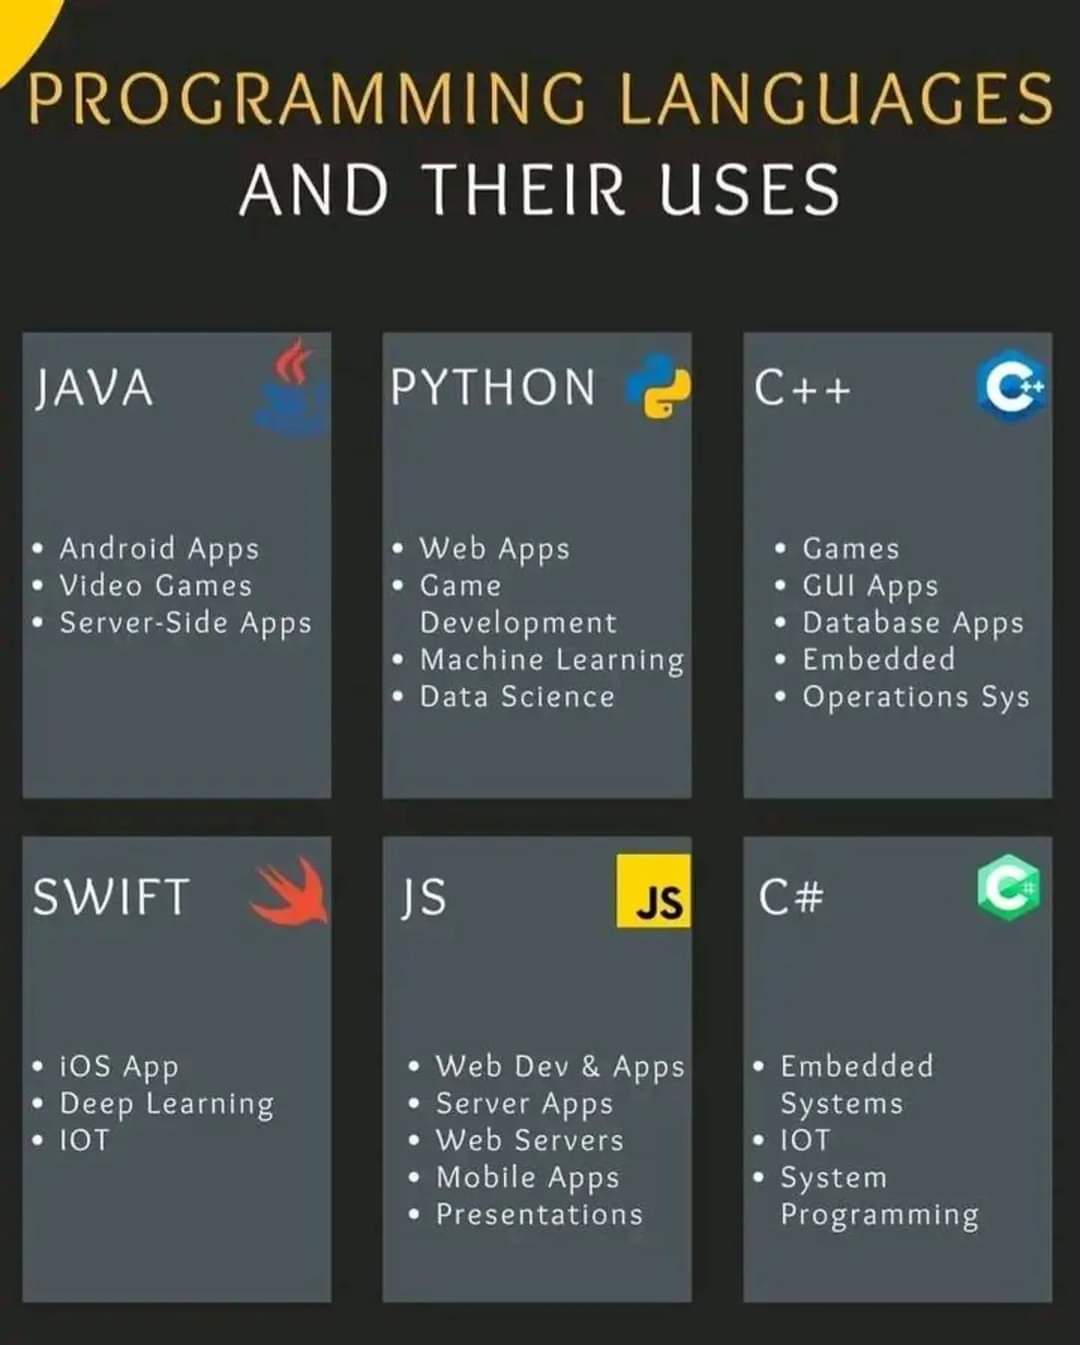 PROGRAMMING LANGUAGES
AND THEIR USES
JAVA
• Android Apps
• Video Games
• Server-Side Apps
PYTHON
• Web Apps
• Game
Development
• Machine Learning
• Data Science
C++
C++
• Games
• GUI Apps
• Database Apps
• Embedded
• Operations Sys
SWIFT
• iOS App
• Deep Learning
• IOT
JS
JS
• Web Dev & Apps
• Server Apps
• Web Servers
• Mobile Apps
• Presentations
C#
C#
• Embedded
Systems
• IOT
• System
Programming